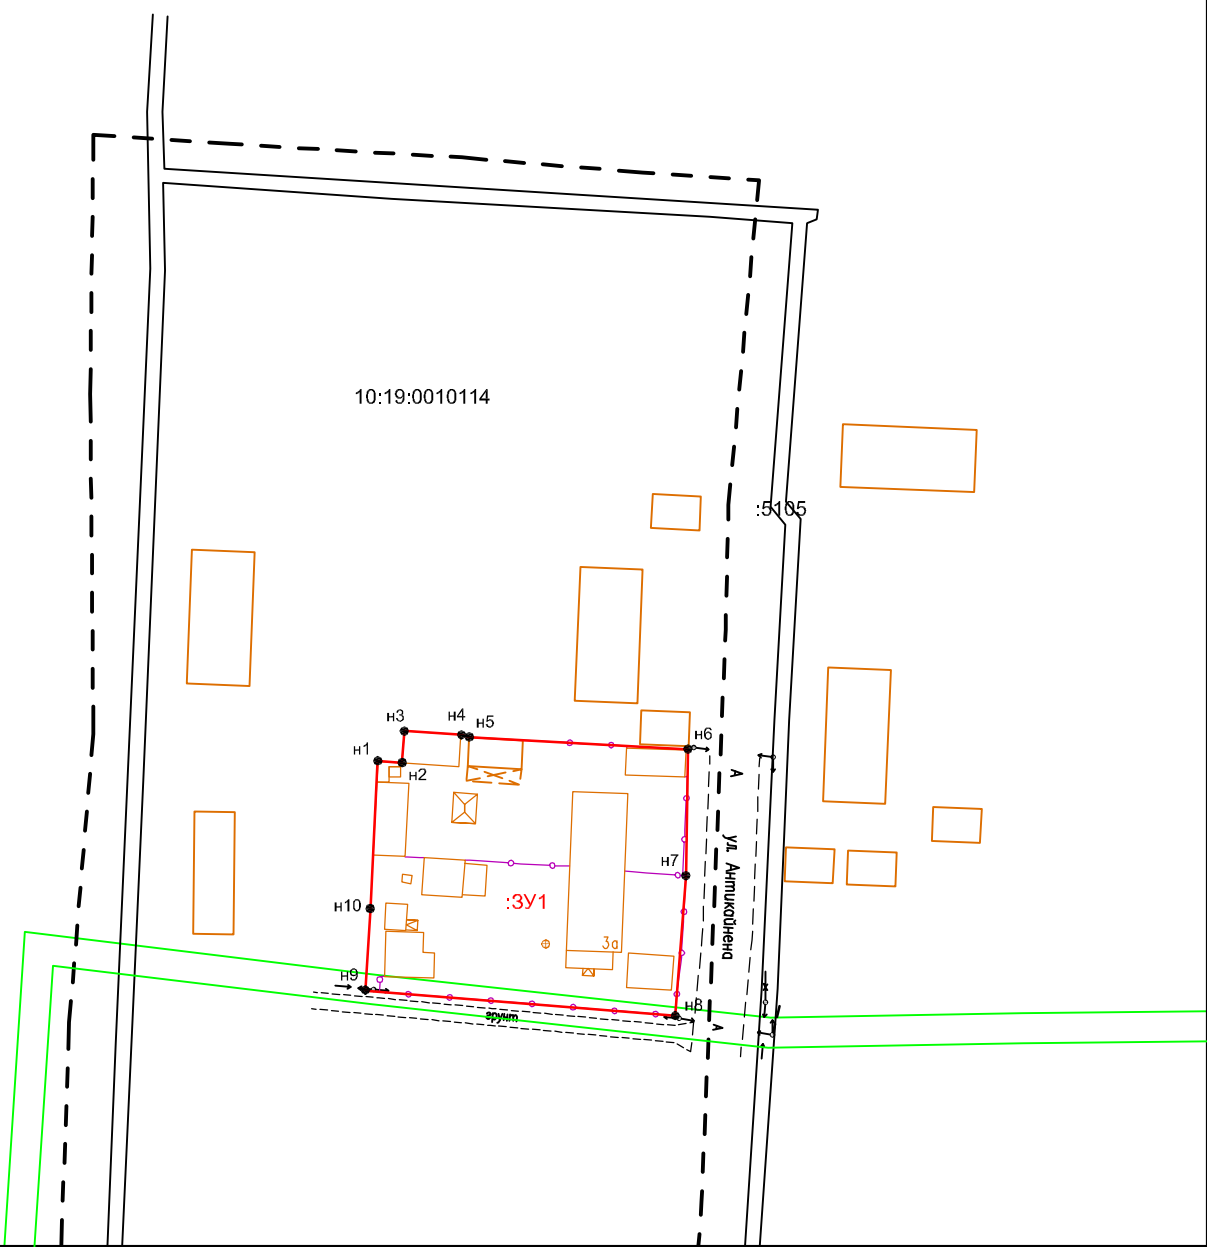 10:19:0010114
:5105
н3
н4
н5
н6
н1
н2
А
ул. Антикайнена
н7
:ЗУ1
н10
3а
н9
н8
грунт
А